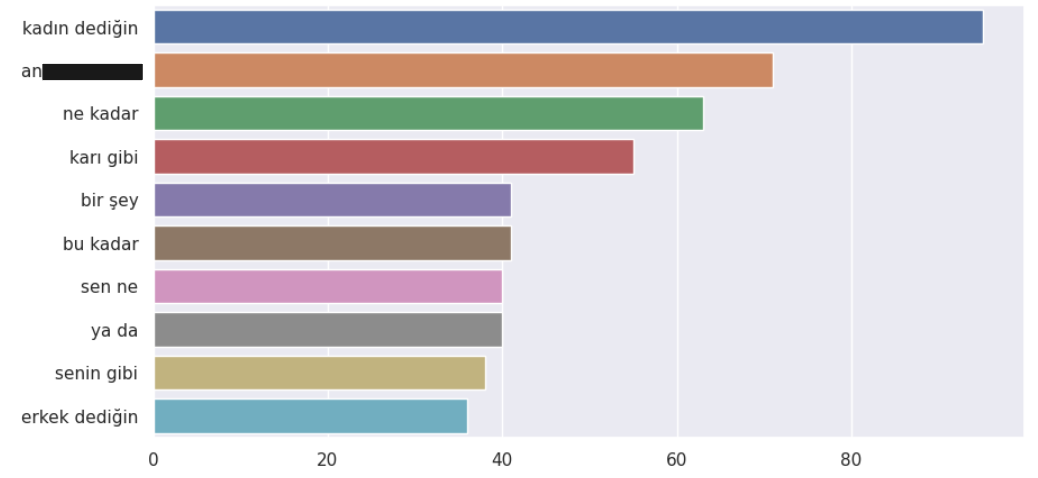 kadın dediğin
an
ne kadar
karı gibi
bir şey
bu kadar
sen ne
ya da
senin gibi
erkek dediğin
0 20 40 60 80